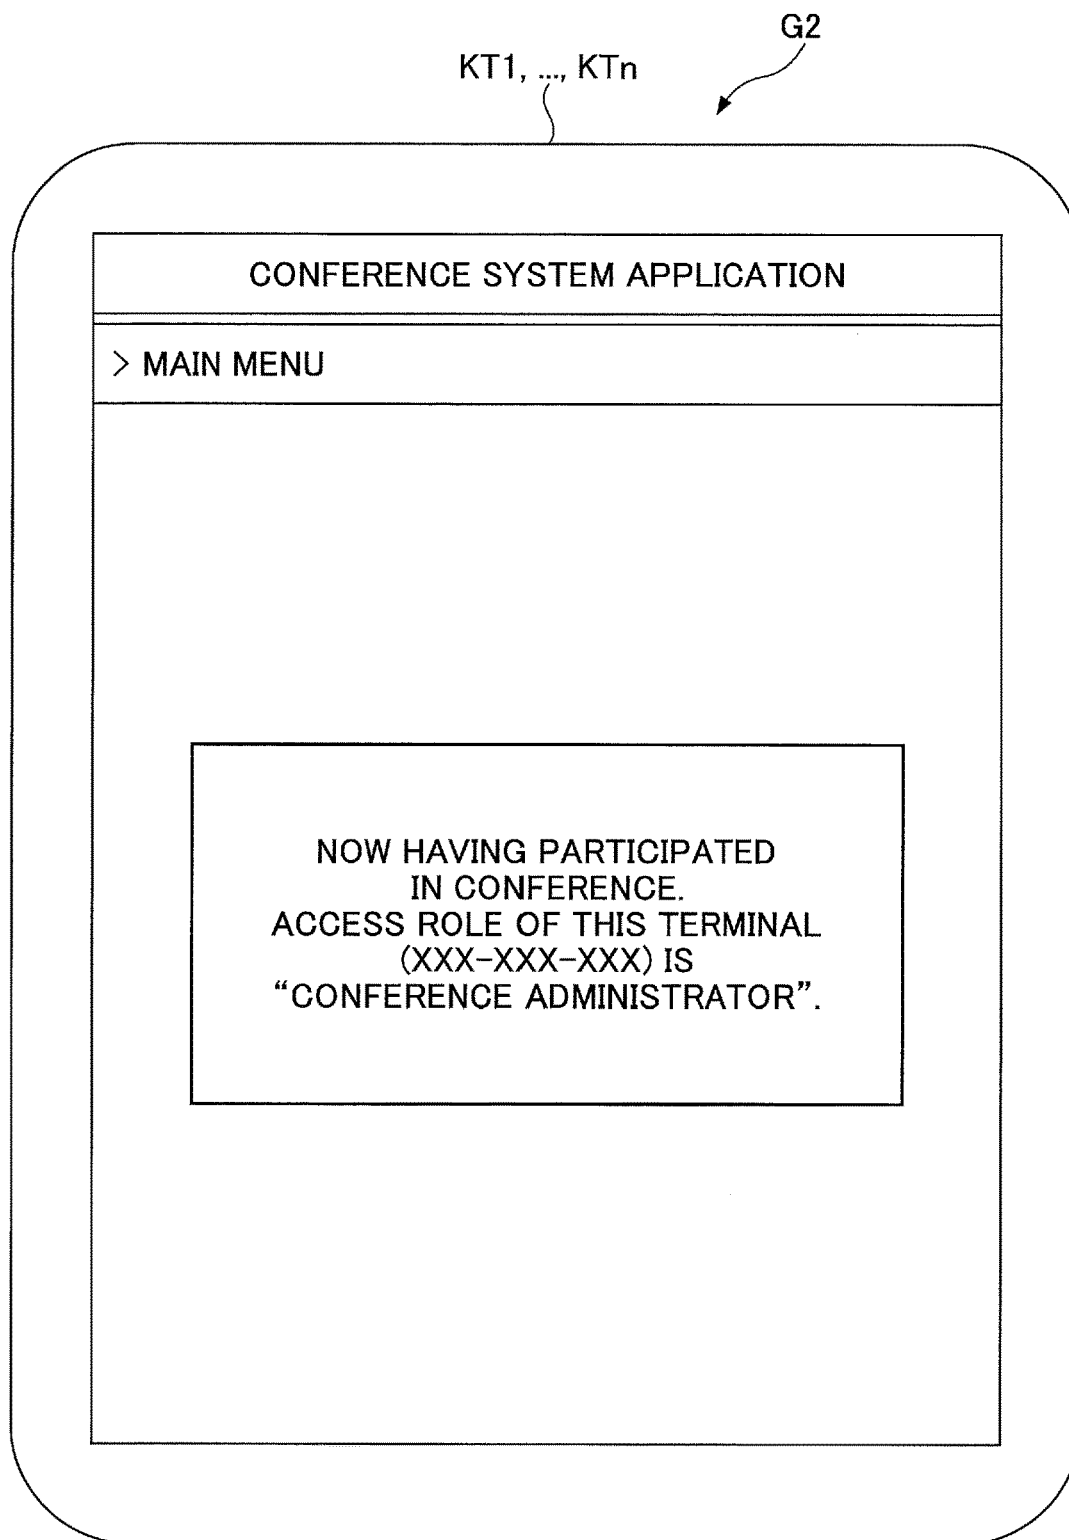 G2
KT1, ..., KTn
CONFERENCE SYSTEM APPLICATION
> MAIN MENU
NOW HAVING PARTICIPATED
IN CONFERENCE.
ACCESS ROLE OF THIS TERMINAL
(XXX-XXX-XXX) IS
“CONFERENCE ADMINISTRATOR”.